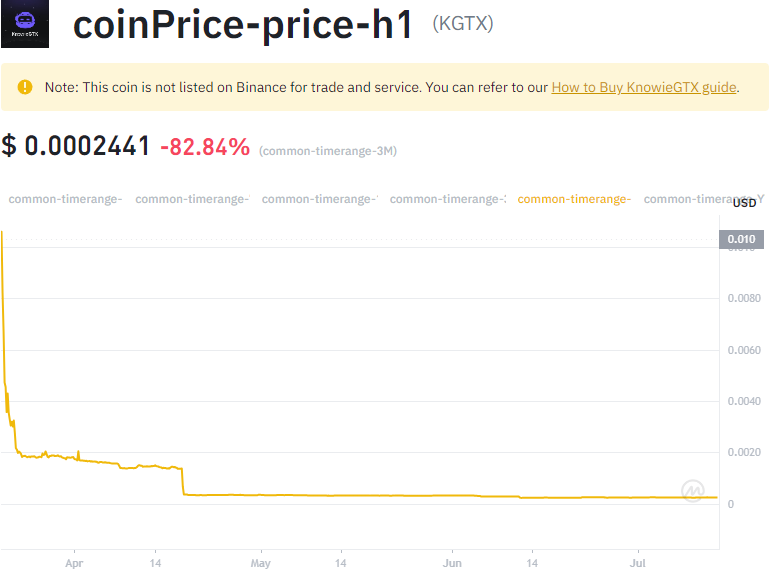 KnowieGTX
coinPrice-price-h1 (KGTX)
Note: This coin is not listed on Binance for trade and service. You can refer to our How to Buy KnowieGTX guide.
$ 0.0002441 -82.84% (common-timerange-3M)
common-timerange- common-timerange- common-timerange- common-timerange- common-timerange- common-timerange-Y
USD
0.010
0.0080
0.0060
0.0040
0.0020
0
Apr 14 May 14 Jun 14 Jul